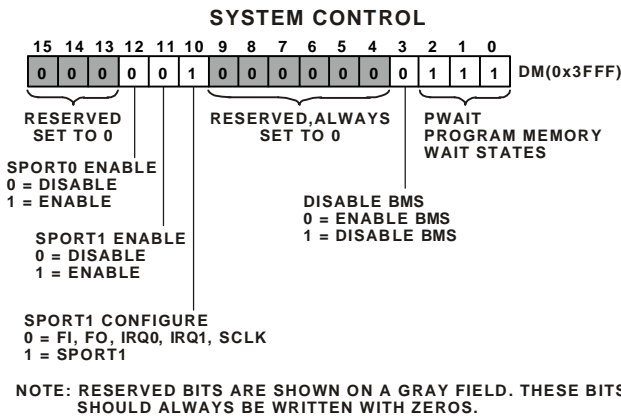 SYSTEM CONTROL
15 14 13 12 11 10 9 8 7 6 5 4 3 2 1 0
0 0 0 0 0 1 0 0 0 0 0 0 0 1 1 1 DM(0x3FFF)
RESERVED
SET TO 0
RESERVED,ALWAYS
SET TO 0
PWAIT
PROGRAM MEMORY
WAIT STATES
SPORT0 ENABLE
0 = DISABLE
1 = ENABLE
DISABLE BMS
0 = ENABLE BMS
1 = DISABLE BMS
SPORT1 ENABLE
0 = DISABLE
1 = ENABLE
SPORT1 CONFIGURE
0 = FI, FO, IRQ0, IRQ1, SCLK
1 = SPORT1
NOTE: RESERVED BITS ARE SHOWN ON A GRAY FIELD. THESE BITS
SHOULD ALWAYS BE WRITTEN WITH ZEROS.